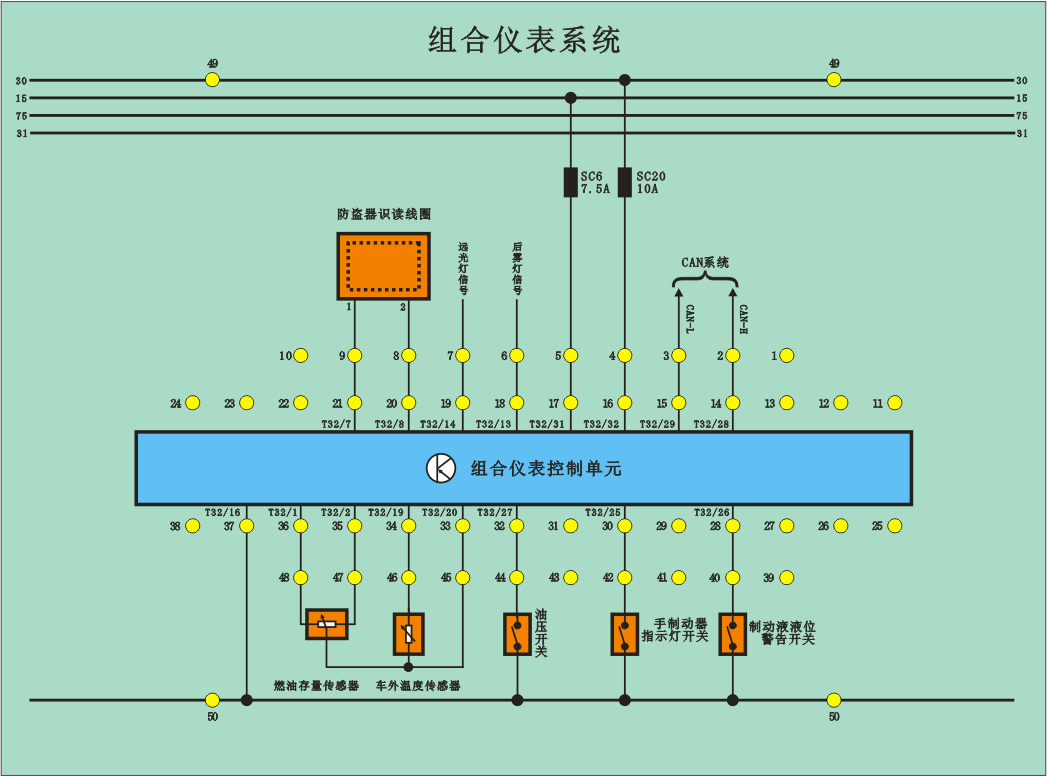 组合仪表系统
49 49
30 30
15 15
75 75
31 31
SC6 SC20
7.5A 10A
防盗器识读线圈
远光灯信号
后雾灯信号
CAN系统
CAN-L
CAN-H
1 2
10 9 8 7 6 5 4 3 2 1
24 23 22 21 20 19 18 17 16 15 14 13 12 11
T32/7 T32/8 T32/14 T32/13 T32/31 T32/32 T32/29 T32/28
组合仪表控制单元
T32/16 T32/1 T32/2 T32/19 T32/20 T32/27 T32/25 T32/26
38 37 36 35 34 33 32 31 30 29 28 27 26 25
48 47 46 45 44 43 42 41 40 39
油压开关
手制动器
指示灯开关
制动液液位
警告开关
燃油存量传感器 车外温度传感器
50 50